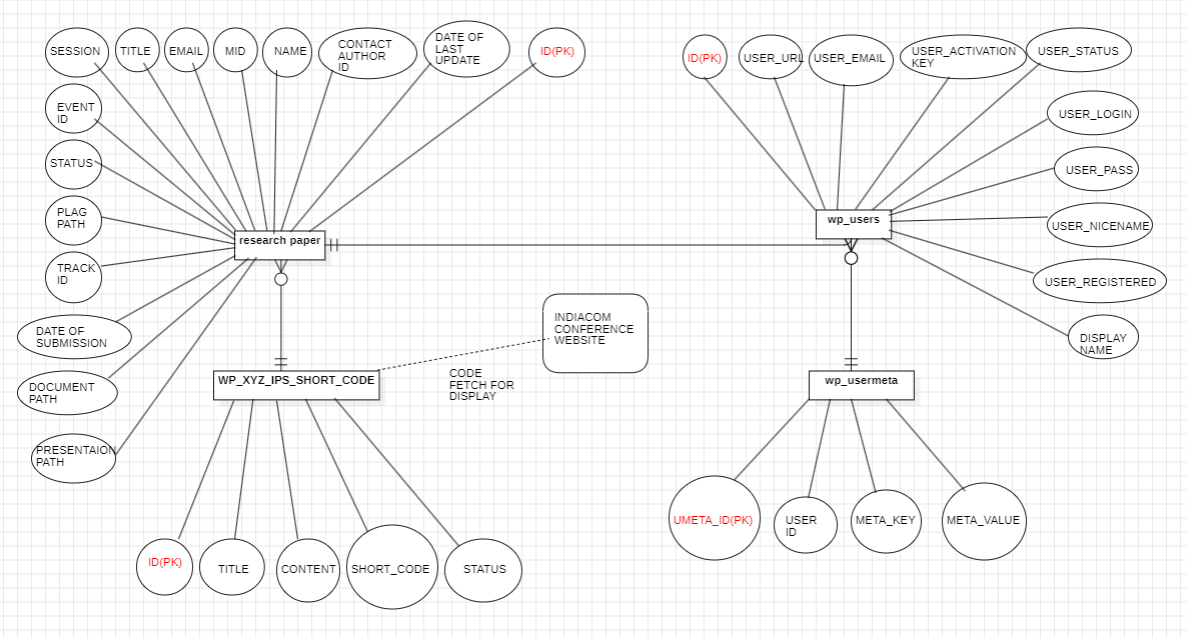 SESSION
TITLE
EMAIL
MID
NAME
CONTACT
AUTHOR
ID
DATE OF
LAST
UPDATE
ID(PK)
ID(PK)
USER_URL
USER_EMAIL
USER_ACTIVATION
KEY
USER_STATUS
EVENT
ID
STATUS
PLAG
PATH
TRACK
ID
DATE OF
SUBMISSION
DOCUMENT
PATH
PRESENTAION
PATH
research paper
wp_users
USER_LOGIN
USER_PASS
USER_NICENAME
USER_REGISTERED
DISPLAY
NAME
INDIACOM
CONFERENCE
WEBSITE
CODE
FETCH FOR
DISPLAY
WP_XYZ_IPS_SHORT_CODE
wp_usermeta
ID(PK)
TITLE
CONTENT
SHORT_CODE
STATUS
UMETA_ID(PK)
USER
ID
META_KEY
META_VALUE